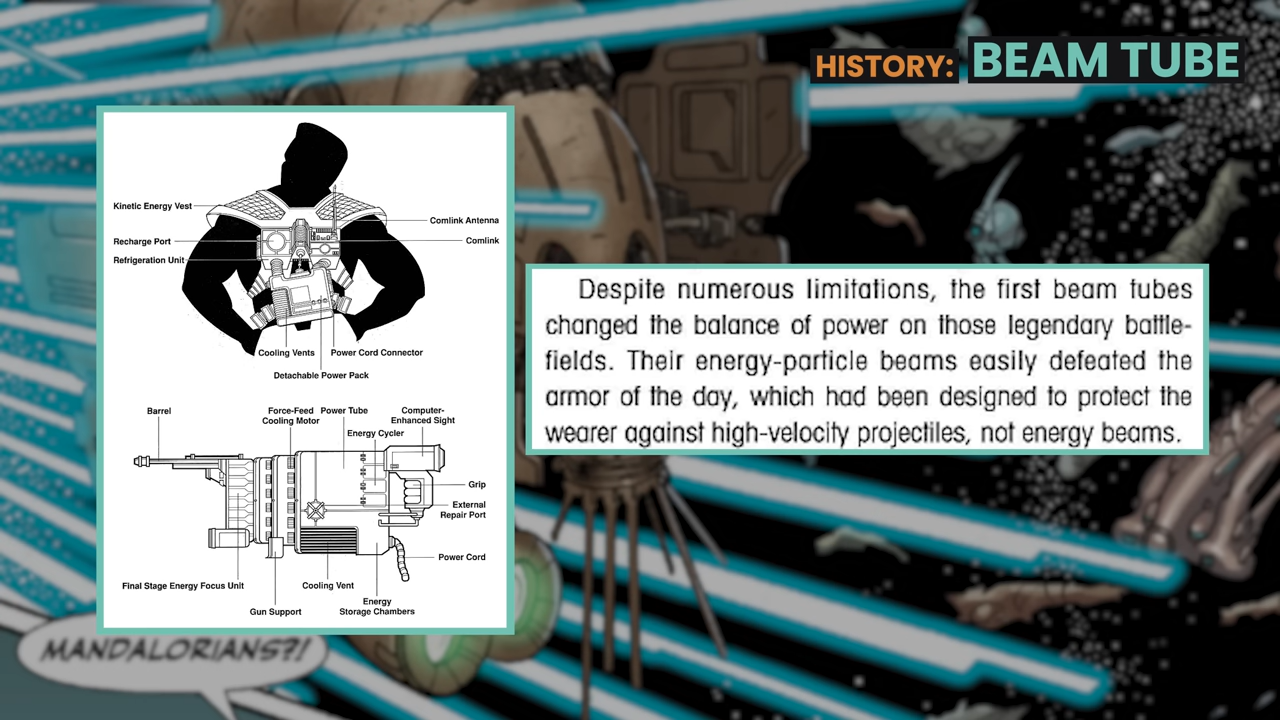 HISTORY: BEAM TUBE
Kinetic Energy Vest
Comlink Antenna
Recharge Port
Comlink
Refrigeration Unit
Cooling Vents
Power Cord Connector
Detachable Power Pack
Barrel
Force-Feed
Cooling Motor
Power Tube
Computer-
Enhanced Sight
Energy Cycler
Grip
External
Repair Port
Power Cord
Final Stage Energy Focus Unit
Cooling Vent
Gun Support
Energy
Storage Chambers
Despite numerous limitations, the first beam tubes
changed the balance of power on those legendary battle-
fields. Their energy-particle beams easily defeated the
armor of the day, which had been designed to protect the
wearer against high-velocity projectiles, not energy beams.
MANDALORIANS?!